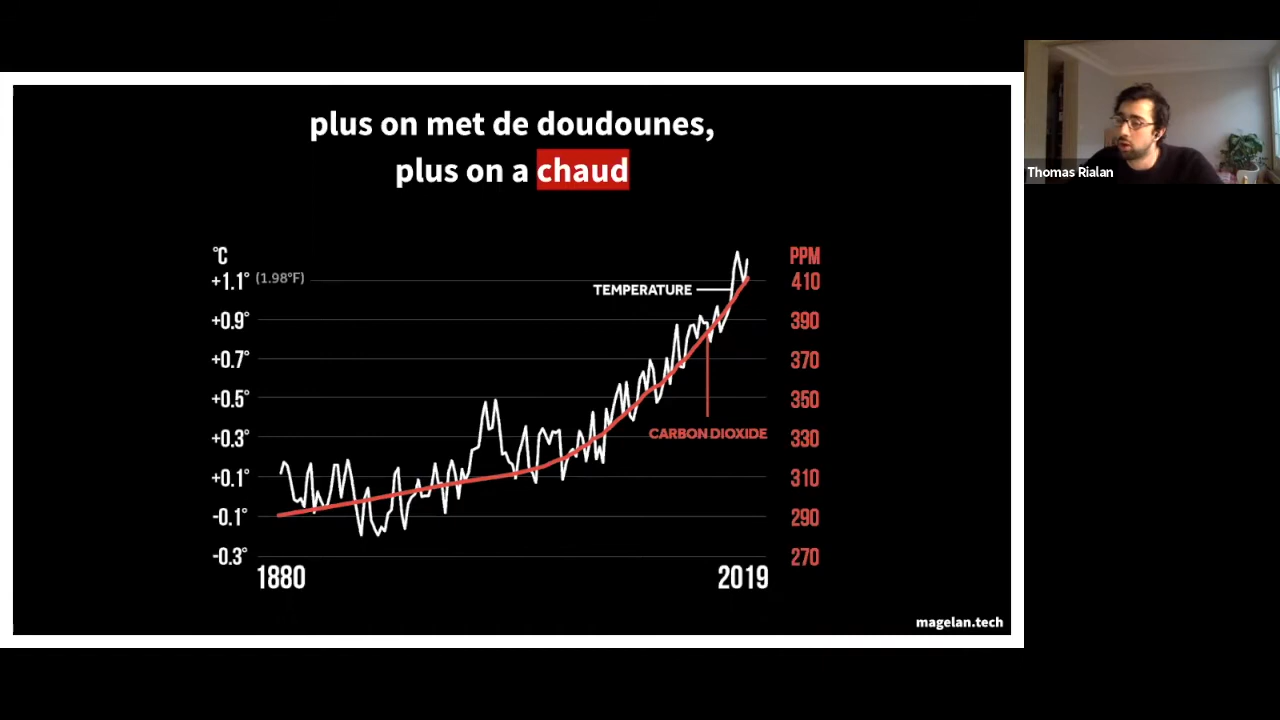 plus on met de doudounes,
plus on a chaud
Thomas Rialan
°C
PPM
+1.1° (1.98°F)
410
TEMPERATURE
+0.9°
390
+0.7°
370
+0.5°
350
CARBON DIOXIDE
+0.3°
330
+0.1°
310
-0.1°
290
-0.3°
270
1880
2019
magelan.tech